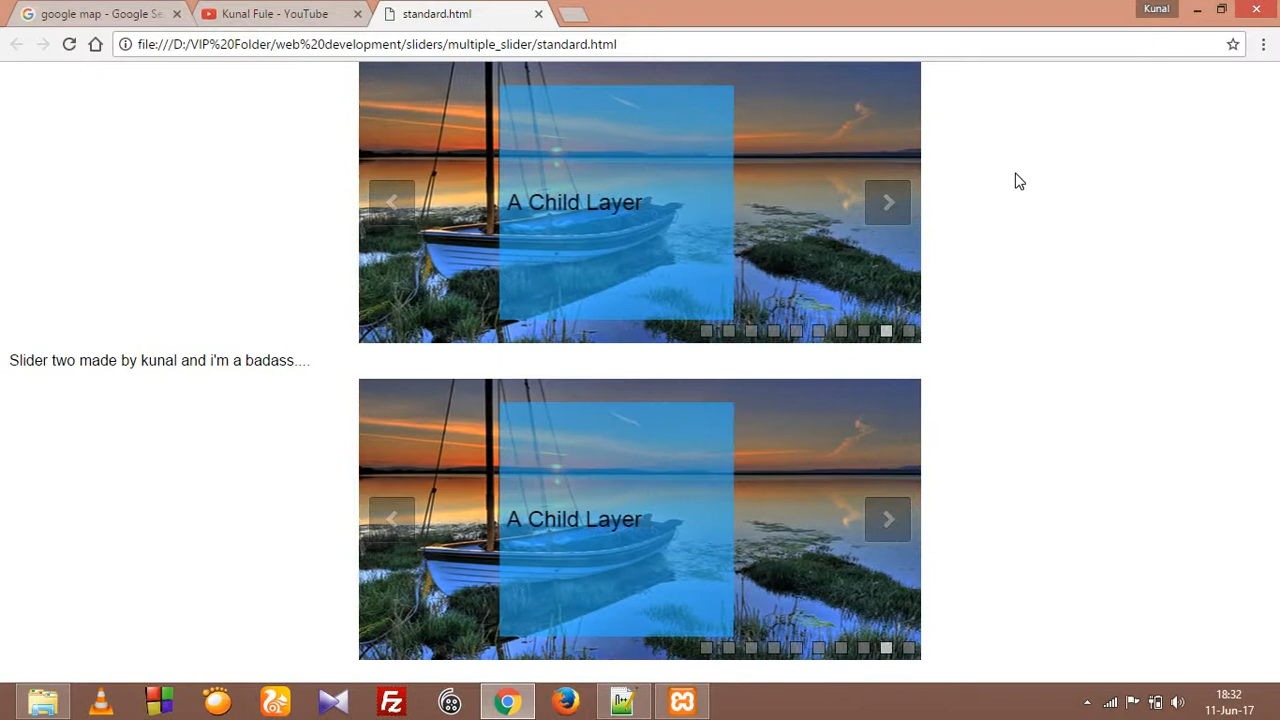 google map - Google Se
Kunal Fule - YouTube
standard.html
Kunal
file:///D:/VIP%20Folder/web%20development/sliders/multiple_slider/standard.html
A Child Layer
Slider two made by kunal and i'm a badass....
A Child Layer
18:32
11-Jun-17